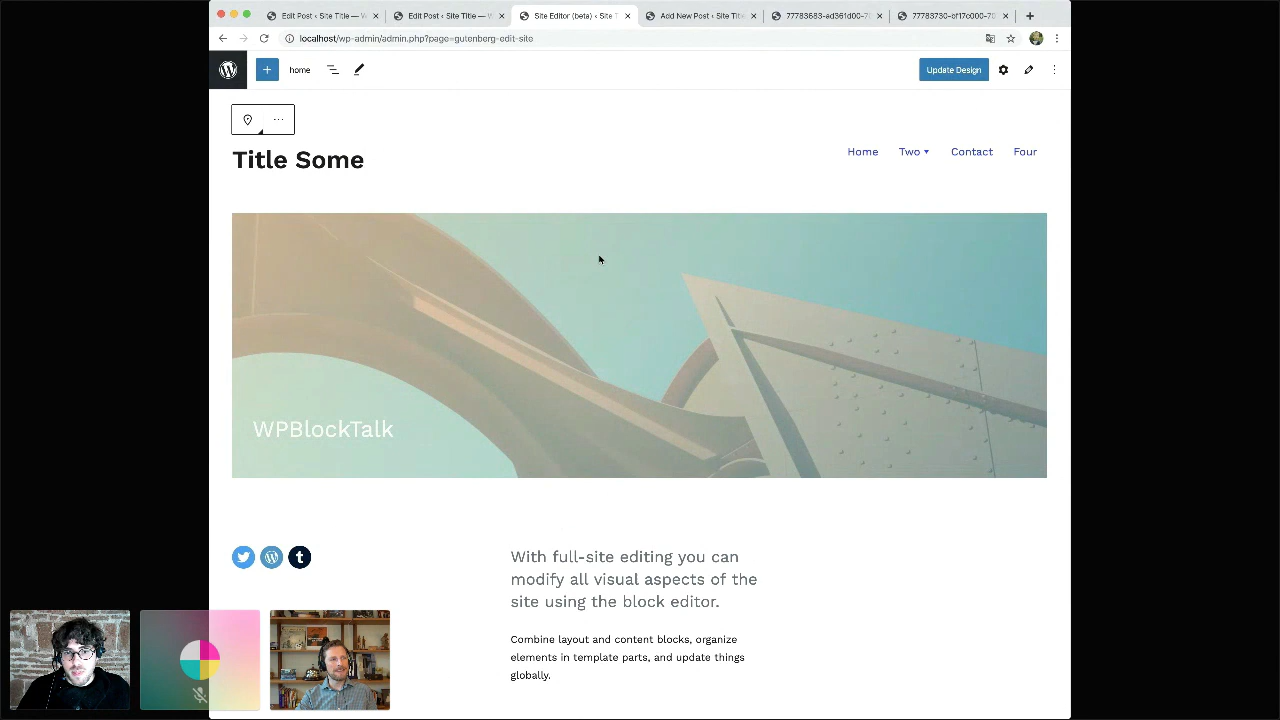 Edit Post ‹ Site Title — W
Edit Post ‹ Site Title — W
Site Editor (beta) ‹ Site T
Add New Post ‹ Site Title
localhost/wp-admin/admin.php?page=gutenberg-edit-site
home
Update Design
Title Some
Home
Two
Contact
Four
WPBlockTalk
With full-site editing you can
modify all visual aspects of the
site using the block editor.
Combine layout and content blocks, organize
elements in template parts, and update things
globally.